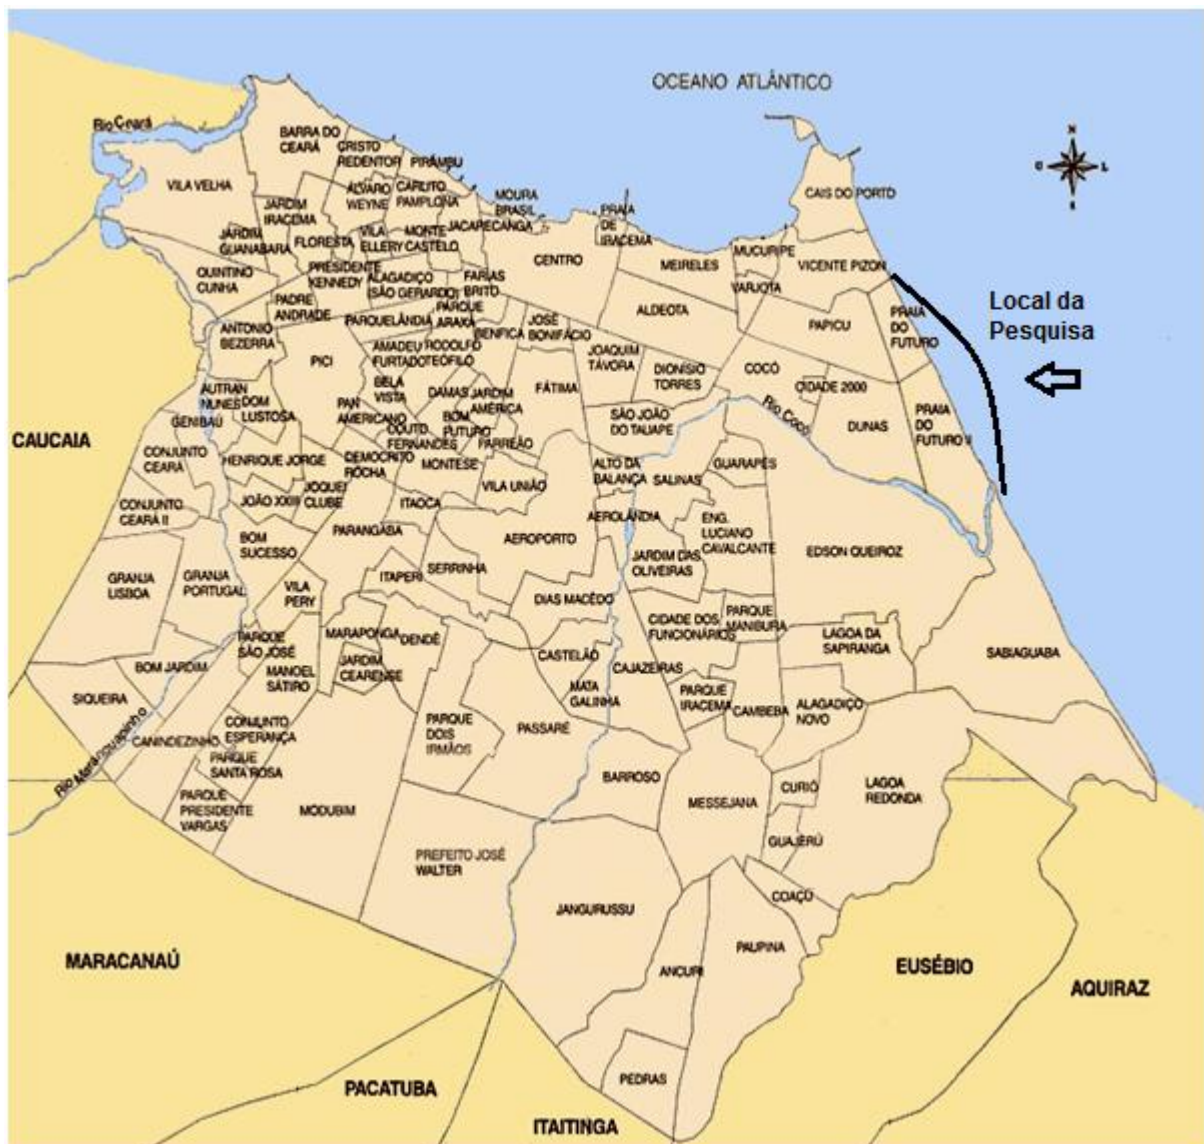 OCEANO ATLÂNTICO
N
O
L
S
Rio Ceará
BARRA DO
CEARÁ
CRISTO
REDENTOR
PIRÂMBU
VILA VELHA
ÁLVARO
WEYNE
CARLITO
PAMPLONA
MOURA
BRASIL
CAIS DO PORTO
JARDIM
IRACEMA
JACARECANGA
PRAIA
DE
IRACEMA
JARDIM
GUANABARA
FLORESTA
VILA
ELLERY
MONTE
CASTELO
CENTRO
MEIRELES
MUCURIPE
VICENTE PIZON
QUINTINO
CUNHA
PRESIDENTE
KENNEDY
ALAGADIÇO
(SÃO GERARDO)
FARIAS
BRITO
VARJOTA
PADRE
ANDRADE
PARQUELÂNDIA
PARQUE
ARAXÁ
ALDEOTA
PAPICU
PRAIA
DO
FUTURO
Local da
Pesquisa
ANTONIO
BEZERRA
PICI
AMADEU
FURTADO
RODOLFO
TEÓFILO
BENFICA
JOSÉ
BONIFÁCIO
JOAQUIM
TÁVORA
DIONÍSIO
TORRES
COCÓ
CIDADE 2000
AUTRAN
NUNES
DOM
LUSTOSA
BELA
VISTA
DAMAS
JARDIM
AMÉRICA
FÁTIMA
Rio Cocó
DUNAS
PRAIA
DO
FUTURO II
GENIBAÚ
PAN
AMERICANO
COUTO
FERNANDES
BOM
FUTURO
PARREÃO
SÃO JOÃO
DO TAUAPE
CAUCAIA
CONJUNTO
CEARÁ
HENRIQUE JORGE
DEMOCRITO
ROCHA
MONTESE
VILA UNIÃO
ALTO DA
BALANÇA
SALINAS
GUARAPÉS
CONJUNTO
CEARÁ II
JOÃO XXIII
JOQUEI
CLUBE
ITAOCA
BOM
SUCESSO
PARANGABA
AEROPORTO
AEROLÂNDIA
ENG.
LUCIANO
CAVALCANTE
EDSON QUEIROZ
GRANJA
LISBOA
GRANJA
PORTUGAL
VILA
PERY
ITAPERI
SERRINHA
JARDIM DAS
OLIVEIRAS
DIAS MACÊDO
PARQUE
SÃO JOSÉ
MARAPONGA
DENDÊ
CIDADE DOS
FUNCIONÁRIOS
PARQUE
MANIBURA
LAGOA DA
SAPIRANGA
SABIAGUABA
BOM JARDIM
MANOEL
SÁTIRO
JARDIM
CEARENSE
CASTELÃO
CAJAZEIRAS
SIQUEIRA
MATA
GALINHA
PARQUE
IRACEMA
CAMBEBA
ALAGADIÇO
NOVO
Rio Maranguapinho
CANINDEZINHO
CONJUNTO
ESPERANÇA
PARQUE
DOIS
IRMÃOS
PASSARÉ
PARQUE
SANTA ROSA
BARROSO
PARQUE
PRESIDENTE
VARGAS
MODUBIM
MESSEJANA
CURIÓ
LAGOA
REDONDA
GUAJERÚ
PREFEITO JOSÉ
WALTER
COAÇÚ
JANGURUSSU
PAUPINA
MARACANAÚ
ANCURI
EUSÉBIO
AQUIRAZ
PACATUBA
PEDRAS
ITAITINGA